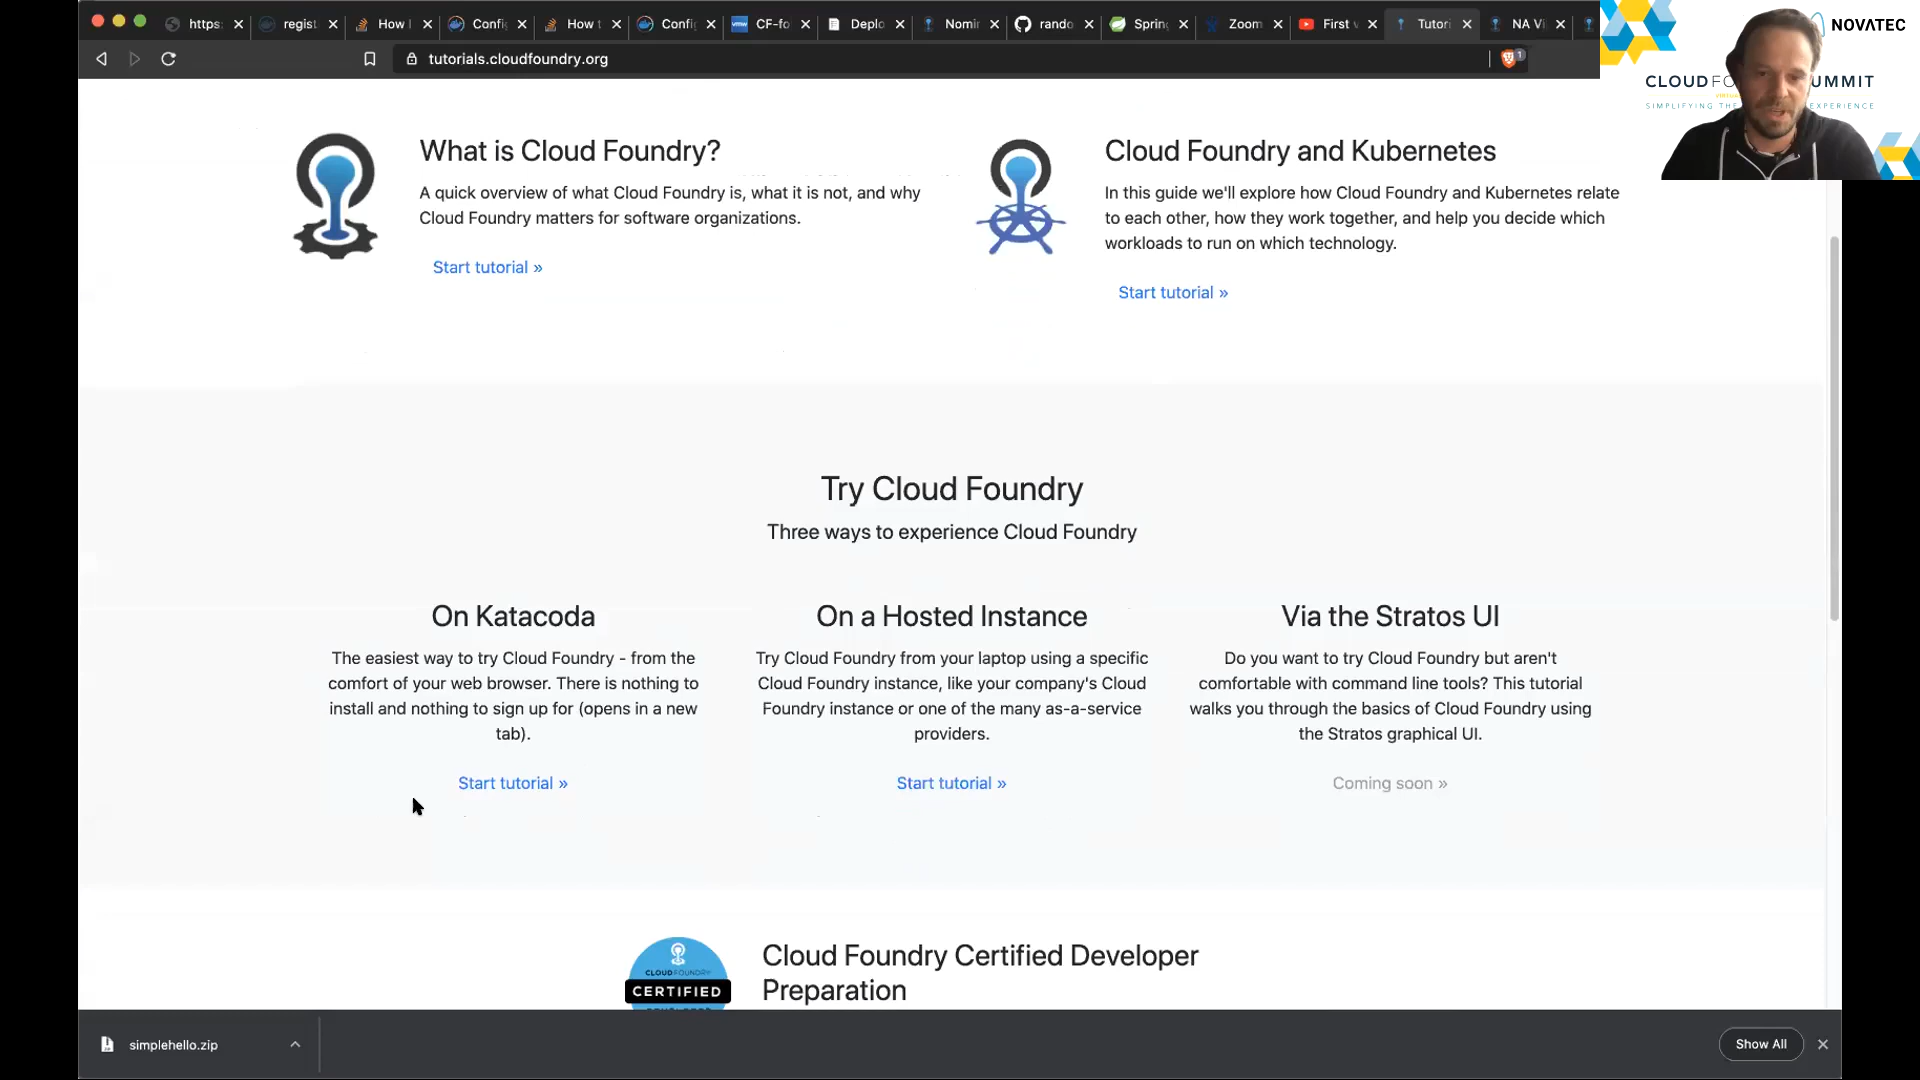 https:
regist
How I
Config
How t
Config
CF-fo
Deplo
Nomin
rando
Spring
Zoom
First v
Tutori
NA Vi
NOVATEC
tutorials.cloudfoundry.org
1
CLOUDFO UMMIT
SIMPLIFYING THE EXPERIENCE
What is Cloud Foundry?
A quick overview of what Cloud Foundry is, what it is not, and why
Cloud Foundry matters for software organizations.
Start tutorial »
Cloud Foundry and Kubernetes
In this guide we'll explore how Cloud Foundry and Kubernetes relate
to each other, how they work together, and help you decide which
workloads to run on which technology.
Start tutorial »
Try Cloud Foundry
Three ways to experience Cloud Foundry
On Katacoda
The easiest way to try Cloud Foundry - from the
comfort of your web browser. There is nothing to
install and nothing to sign up for (opens in a new
tab).
Start tutorial »
On a Hosted Instance
Try Cloud Foundry from your laptop using a specific
Cloud Foundry instance, like your company's Cloud
Foundry instance or one of the many as-a-service
providers.
Start tutorial »
Via the Stratos UI
Do you want to try Cloud Foundry but aren't
comfortable with command line tools? This tutorial
walks you through the basics of Cloud Foundry using
the Stratos graphical UI.
Coming soon »
CLOUD FOUNDRY
CERTIFIED
Cloud Foundry Certified Developer
Preparation
simplehello.zip
Show All